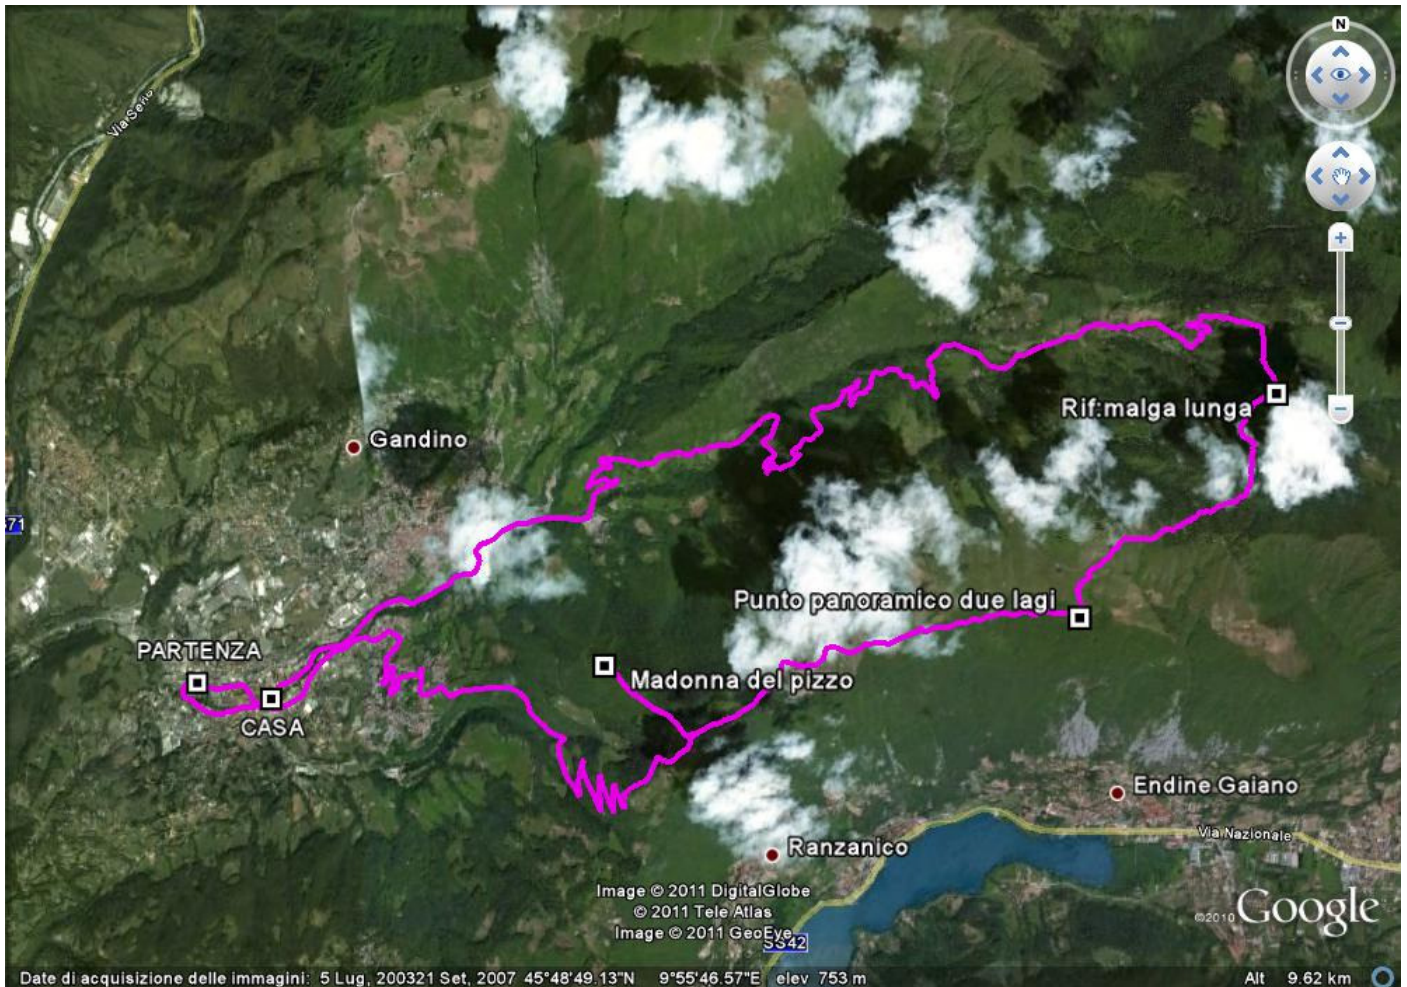 N
Via Serio
Gandino
Rif:malga lunga
671
Punto panoramico due lagi
PARTENZA
Madonna del pizzo
CASA
Endine Gaiano
Via Nazionale
Ranzanico
Image © 2011 DigitalGlobe
© 2011 Tele Atlas
Image © 2011 GeoEye
©2010 Google
SS42
Date di acquisizione delle immagini: 5 Lug, 200321 Set, 2007 45°48'49.13"N 9°55'46.57"E elev 753 m Alt 9.62 km